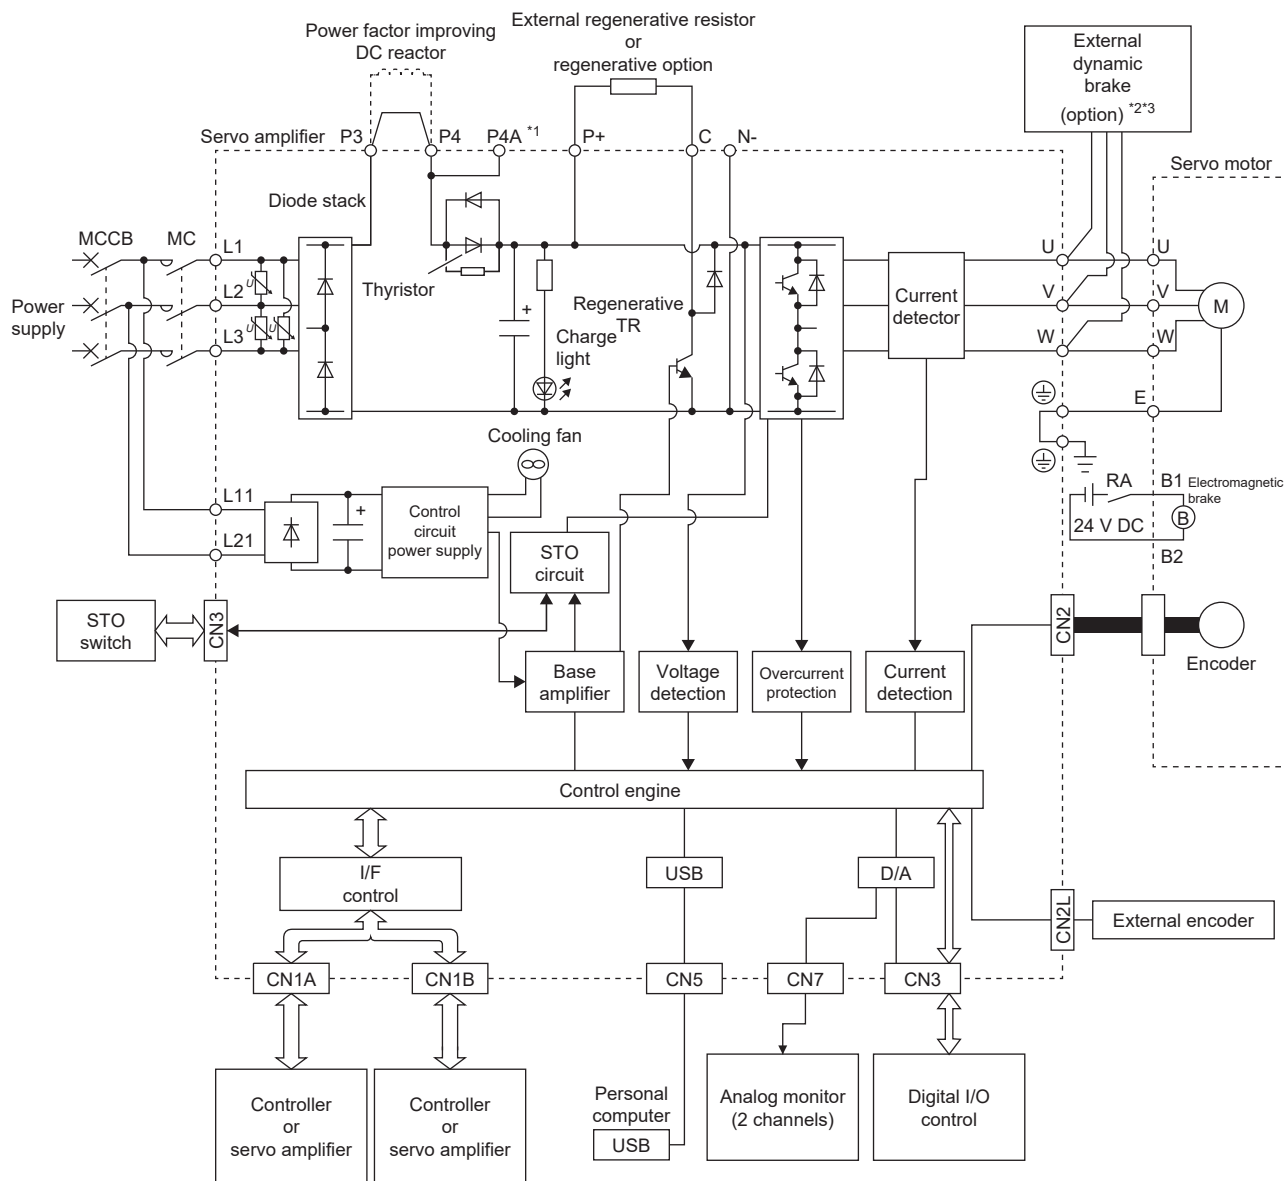 External regenerative resistor
or
regenerative option
Power factor improving
DC reactor
External
dynamic
brake
(option) *2*3
Servo amplifier
P3
P4
P4A *1
P+
C
N-
Servo motor
Diode stack
MCCB
MC
L1
L2
L3
Power
supply
U
U
U
Thyristor
+
Regenerative
TR
Charge
light
Current
detector
U
V
W
U
V
W
M
E
Cooling fan
L11
L21
+
Control
circuit
power supply
STO
circuit
RA
24 V DC
B1
Electromagnetic
brake
B
B2
STO
switch
CN3
CN2
Encoder
Base
amplifier
Voltage
detection
Overcurrent
protection
Current
detection
Control engine
I/F
control
USB
D/A
CN2L
External encoder
CN1A
CN1B
CN5
CN7
CN3
Controller
or
servo amplifier
Controller
or
servo amplifier
Personal
computer
USB
Analog monitor
(2 channels)
Digital I/O
control